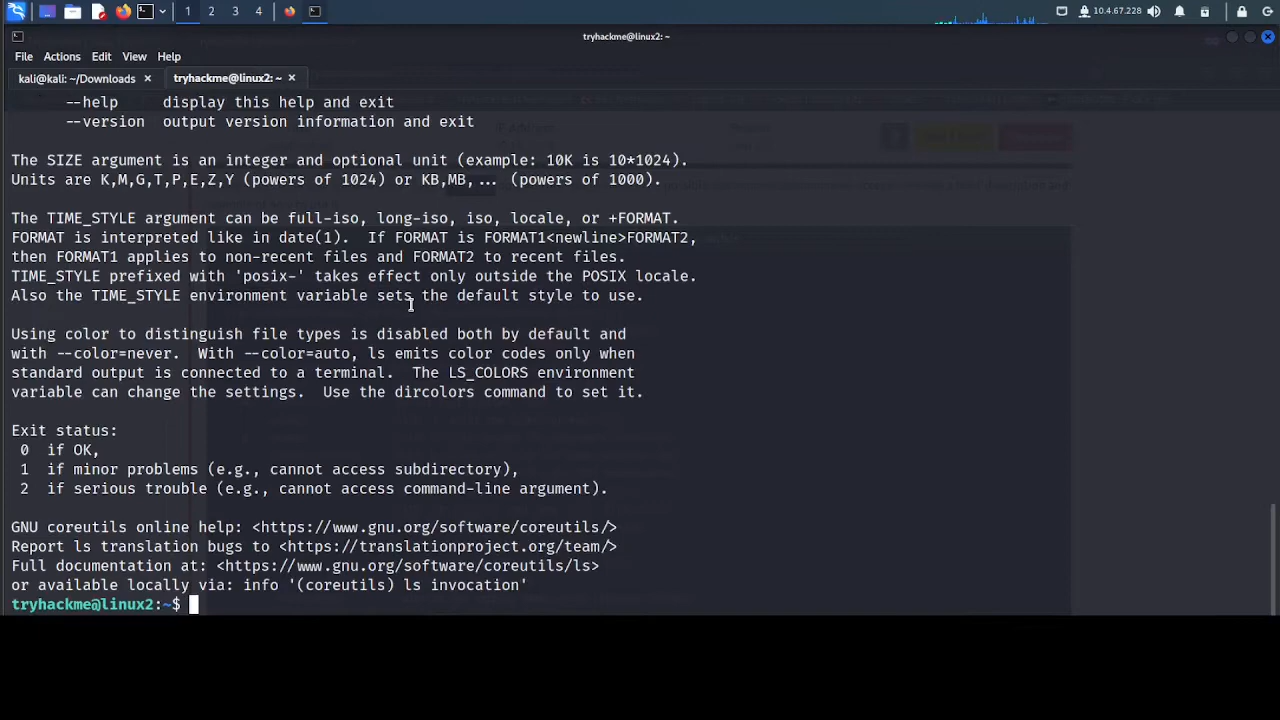 1 2 3 4
10.4.67.228
tryhackme@linux2: ~
File Actions Edit View Help
kali@kali: ~/Downloads × tryhackme@linux2: ~ ×
--help display this help and exit
--version output version information and exit
The SIZE argument is an integer and optional unit (example: 10K is 10*1024).
Units are K,M,G,T,P,E,Z,Y (powers of 1024) or KB,MB,... (powers of 1000).
The TIME_STYLE argument can be full-iso, long-iso, iso, locale, or +FORMAT.
FORMAT is interpreted like in date(1). If FORMAT is FORMAT1<newline>FORMAT2,
then FORMAT1 applies to non-recent files and FORMAT2 to recent files.
TIME_STYLE prefixed with 'posix-' takes effect only outside the POSIX locale.
Also the TIME_STYLE environment variable sets the default style to use.
Using color to distinguish file types is disabled both by default and
with --color=never. With --color=auto, ls emits color codes only when
standard output is connected to a terminal. The LS_COLORS environment
variable can change the settings. Use the dircolors command to set it.
Exit status:
0 if OK,
1 if minor problems (e.g., cannot access subdirectory),
2 if serious trouble (e.g., cannot access command-line argument).
GNU coreutils online help: <https://www.gnu.org/software/coreutils/>
Report ls translation bugs to <https://translationproject.org/team/>
Full documentation at: <https://www.gnu.org/software/coreutils/ls>
or available locally via: info '(coreutils) ls invocation'
tryhackme@linux2:~$